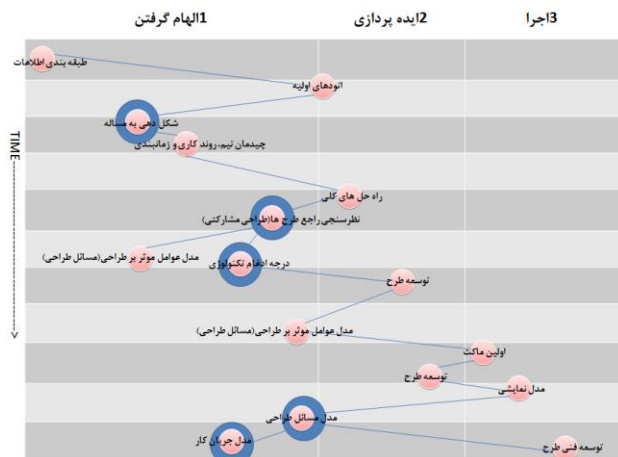 1الهام گرفتن
2ایده پردازی
3اجرا
TIME
طبقه بندی اطلاعات
اتودهای اولیه
شکل دهی به مساله
چیدمان تیم، روند کاری و زمانبندی
راه حل های کلی
نظرسنجی راجع طرح ها(طراحی مشارکتی)
مدل عوامل موثر بر طراحی(مسائل طراحی)
درجه ادغام تکنولوژی
توسعه طرح
مدل عوامل موثر بر طراحی(مسائل طراحی)
اولین ماکت
توسعه طرح
مدل نمایشی
مدل مسائل طراحی
مدل جریان کار
توسعه فنی طرح